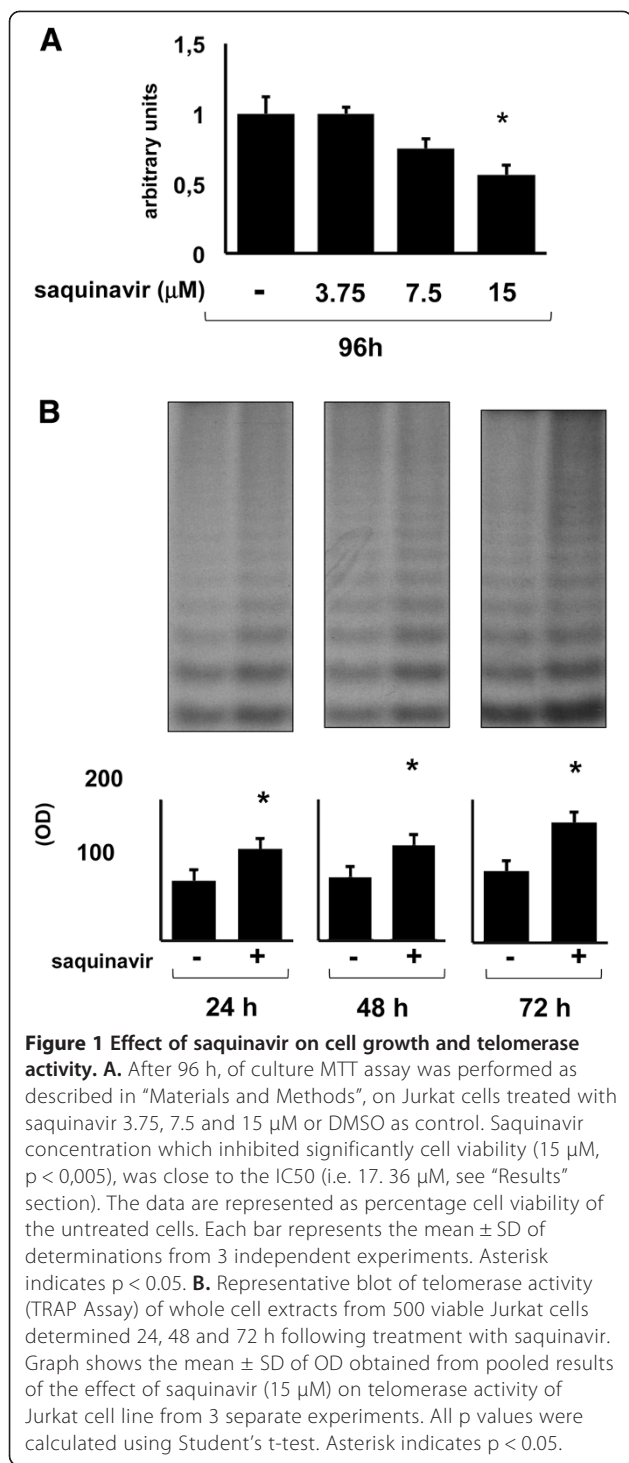 A
1,5
1
0,5
0
arbitrary units
*
saquinavir (μM) - 3.75 7.5 15
96h
B
200
100
(OD)
* * *
saquinavir - + - + - +
24 h 48 h 72 h
Figure 1 Effect of saquinavir on cell growth and telomerase
activity. A. After 96 h, of culture MTT assay was performed as
described in “Materials and Methods”, on Jurkat cells treated with
saquinavir 3.75, 7.5 and 15 μM or DMSO as control. Saquinavir
concentration which inhibited significantly cell viability (15 μM,
p < 0,005), was close to the IC50 (i.e. 17. 36 μM, see “Results”
section). The data are represented as percentage cell viability of
the untreated cells. Each bar represents the mean ± SD of
determinations from 3 independent experiments. Asterisk
indicates p < 0.05. B. Representative blot of telomerase activity
(TRAP Assay) of whole cell extracts from 500 viable Jurkat cells
determined 24, 48 and 72 h following treatment with saquinavir.
Graph shows the mean ± SD of OD obtained from pooled results
of the effect of saquinavir (15 μM) on telomerase activity of
Jurkat cell line from 3 separate experiments. All p values were
calculated using Student’s t-test. Asterisk indicates p < 0.05.